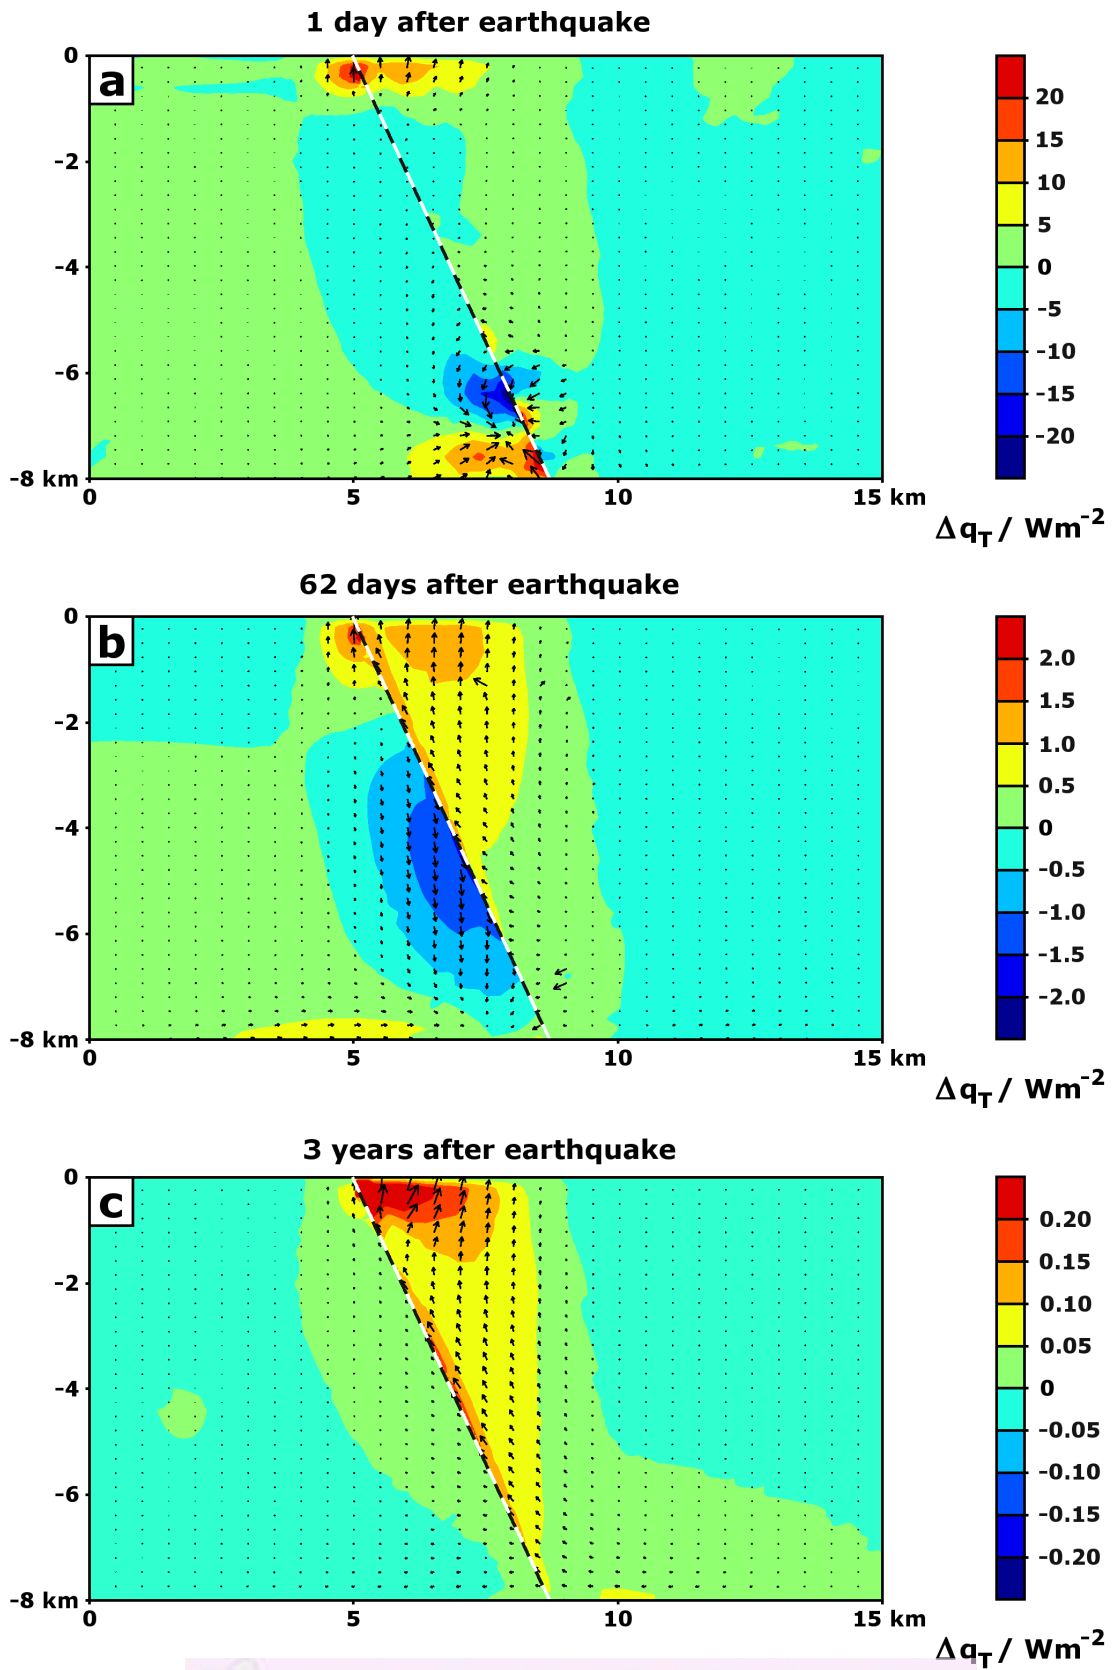 1 day after earthquake
a
0
-2
-4
-6
-8 km
0 5 10 15 km
20
15
10
5
0
-5
-10
-15
-20
Δ qT / Wm-2
62 days after earthquake
b
0
-2
-4
-6
-8 km
0 5 10 15 km
2.0
1.5
1.0
0.5
0
-0.5
-1.0
-1.5
-2.0
Δ qT / Wm-2
3 years after earthquake
c
0
-2
-4
-6
-8 km
0 5 10 15 km
0.20
0.15
0.10
0.05
0
-0.05
-0.10
-0.15
-0.20
Δ qT / Wm-2